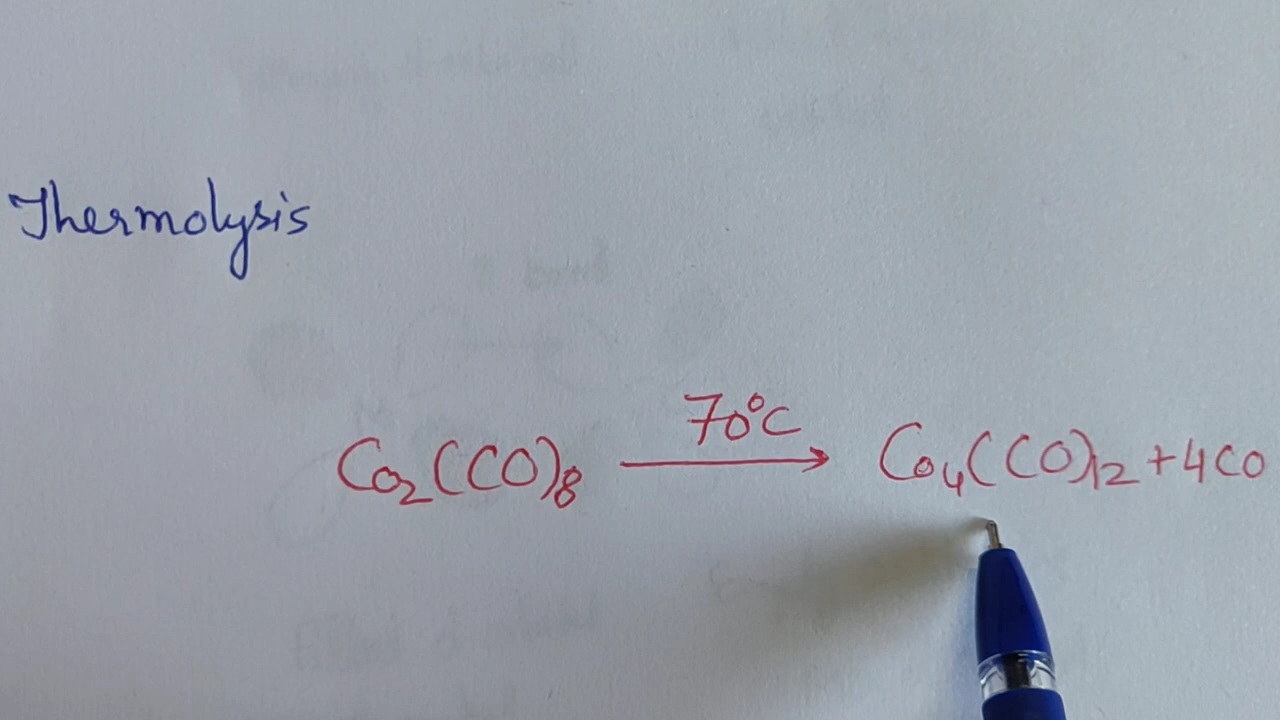 Thermolysis
70°C
Co₂(CO)₈ ⟶ Co₄(CO)₁₂ + 4CO